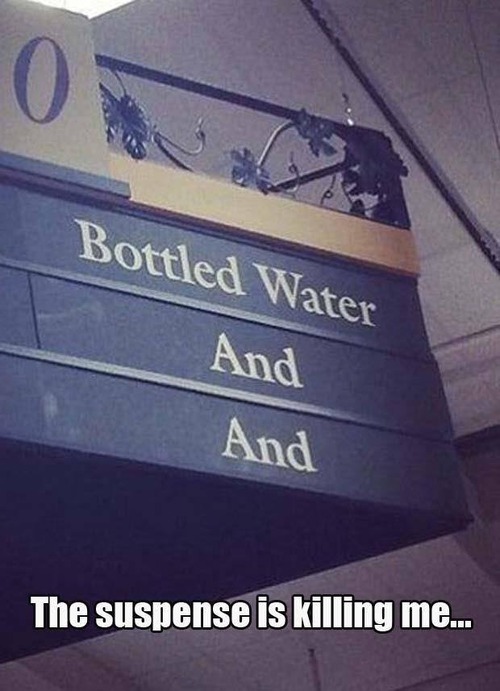 0
Bottled Water
And
And
The suspense is killing me...